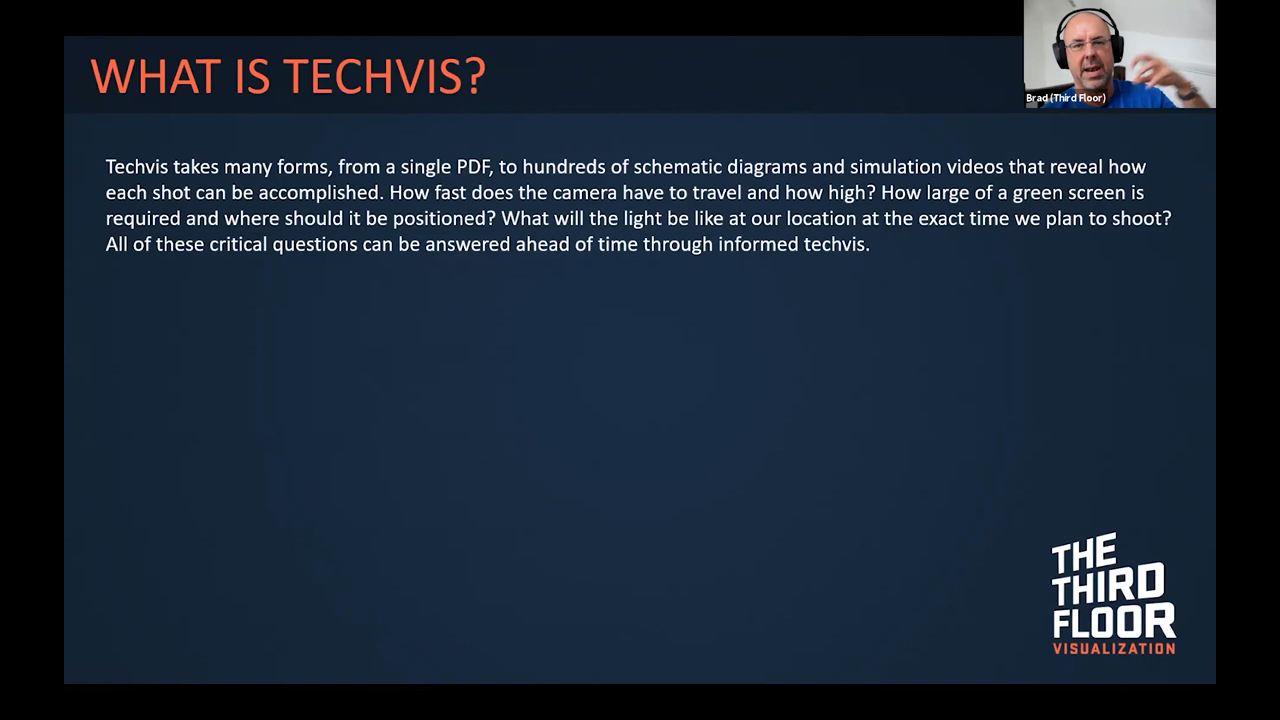 WHAT IS TECHVIS?
Brad (Third Floor)
Techvis takes many forms, from a single PDF, to hundreds of schematic diagrams and simulation videos that reveal how
each shot can be accomplished. How fast does the camera have to travel and how high? How large of a green screen is
required and where should it be positioned? What will the light be like at our location at the exact time we plan to shoot?
All of these critical questions can be answered ahead of time through informed techvis.
THE
THIRD
FLOOR
VISUALIZATION